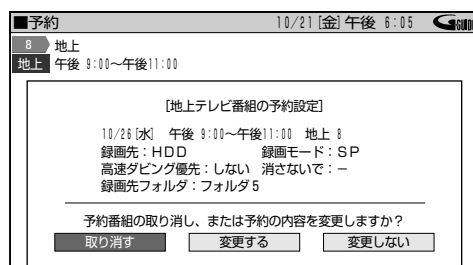 ■予約 10/21[金]午後 6:05 GGUIDE
8 地上
地上 午後 9:00～午後11:00
[地上テレビ番組の予約設定]
10/26[水] 午後 9:00～午後11:00 地上 8
録画先：HDD 録画モード：SP
高速ダビング優先：しない 消さないで：－
録画先フォルダ：フォルダ5
予約番組の取り消し、または予約の内容を変更しますか？
取り消す 変更する 変更しない